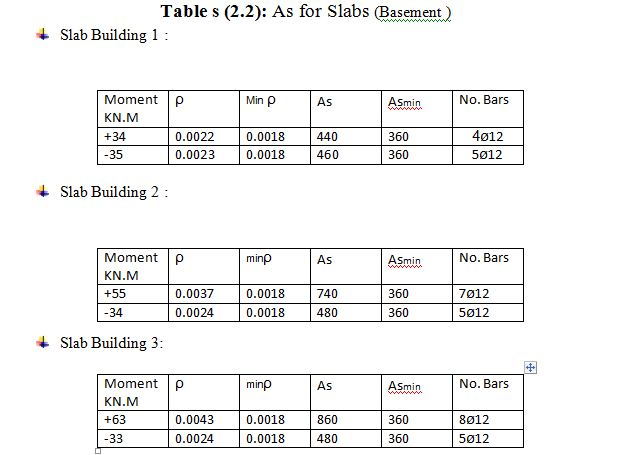 Table s (2.2): As for Slabs (Basement )
Slab Building 1 :
Moment KN.M ρ Min ρ As Asmin No. Bars
+34 0.0022 0.0018 440 360 4ø12
-35 0.0023 0.0018 460 360 5ø12
Slab Building 2 :
Moment KN.M ρ minρ As Asmin No. Bars
+55 0.0037 0.0018 740 360 7ø12
-34 0.0024 0.0018 480 360 5ø12
Slab Building 3:
Moment KN.M ρ minρ As Asmin No. Bars
+63 0.0043 0.0018 860 360 8ø12
-33 0.0024 0.0018 480 360 5ø12